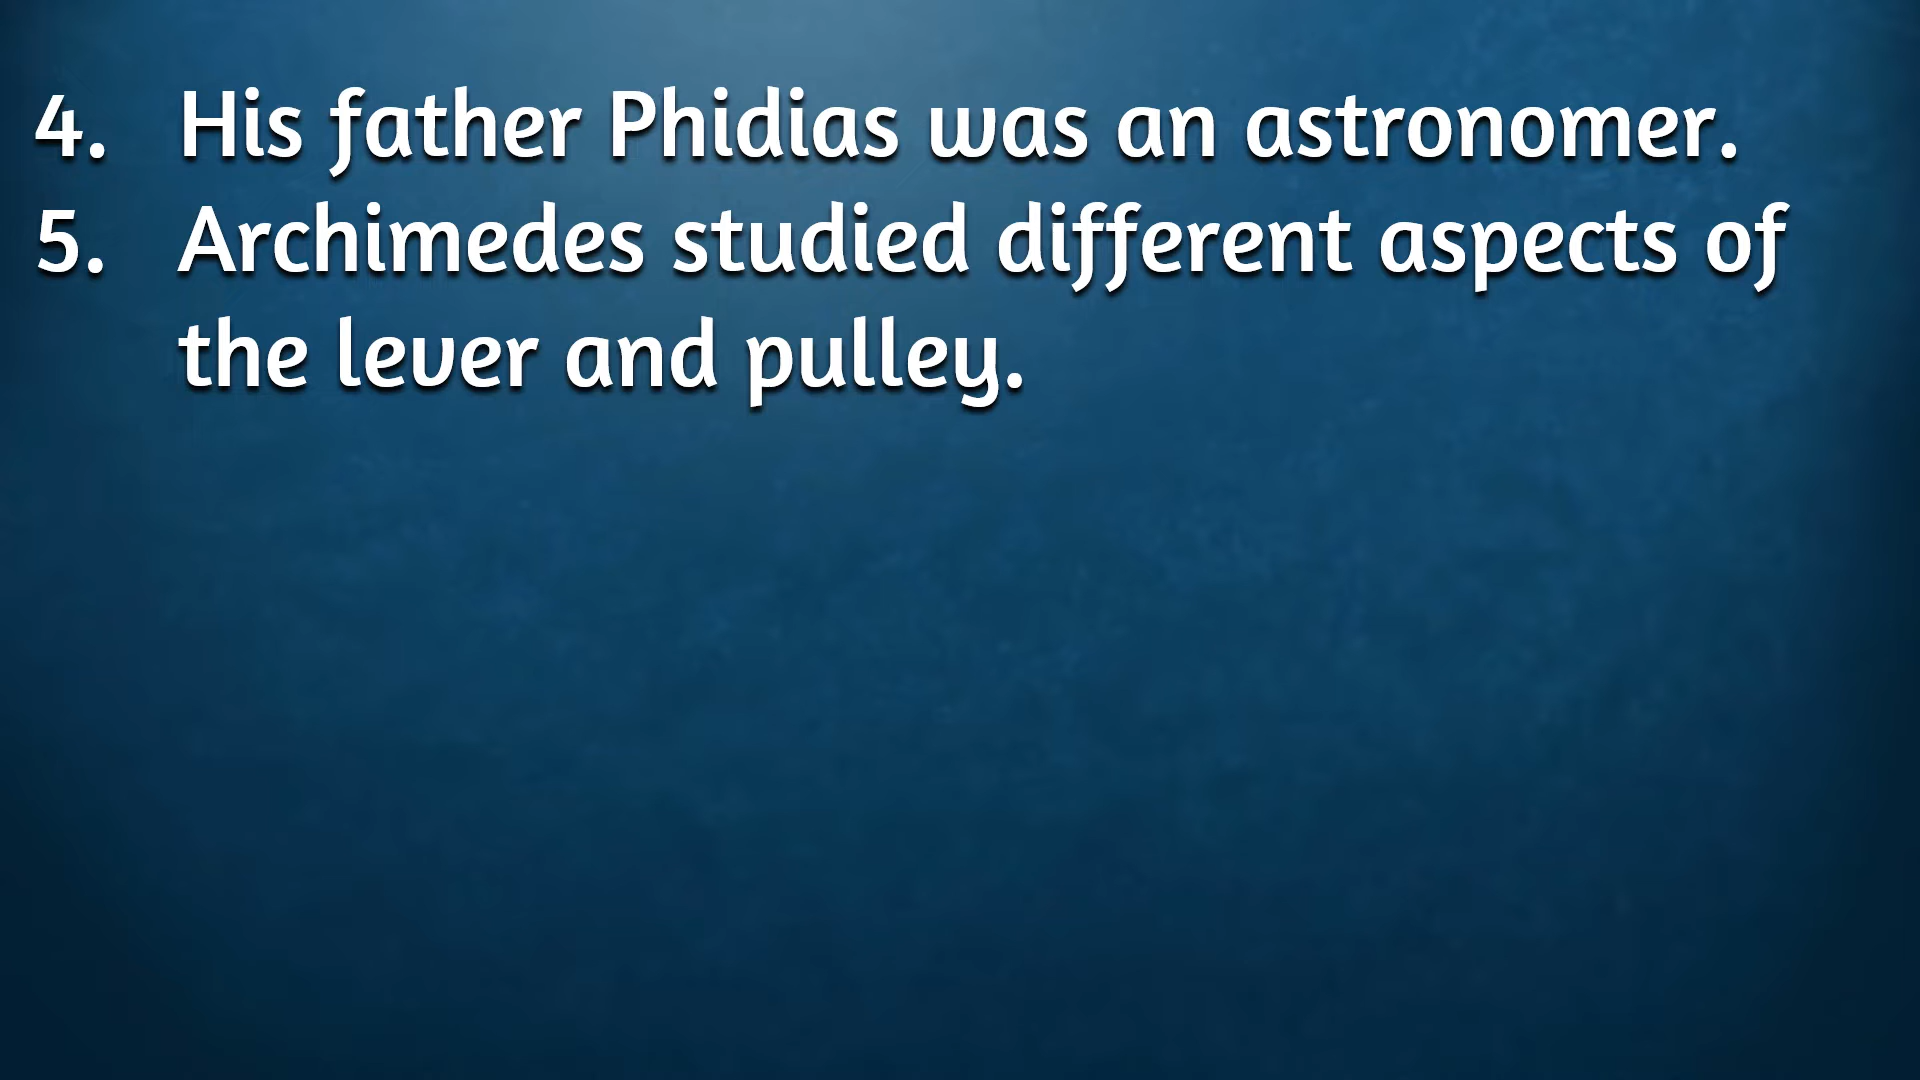 4. His father Phidias was an astronomer.
5. Archimedes studied different aspects of
the lever and pulley.